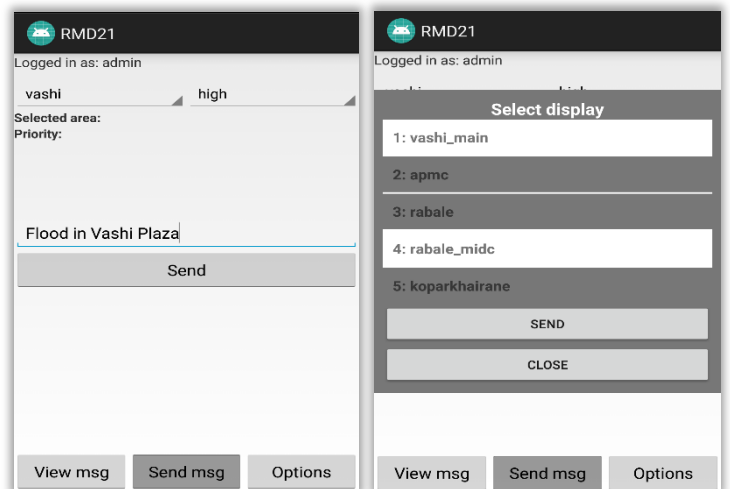 RMD21
Logged in as: admin
vashi high
Selected area:
Priority:
Flood in Vashi Plaza
Send
View msg Send msg Options
RMD21
Logged in as: admin
Select display
1: vashi_main
2: apmc
3: rabale
4: rabale_midc
5: koparkhairane
SEND
CLOSE
View msg Send msg Options